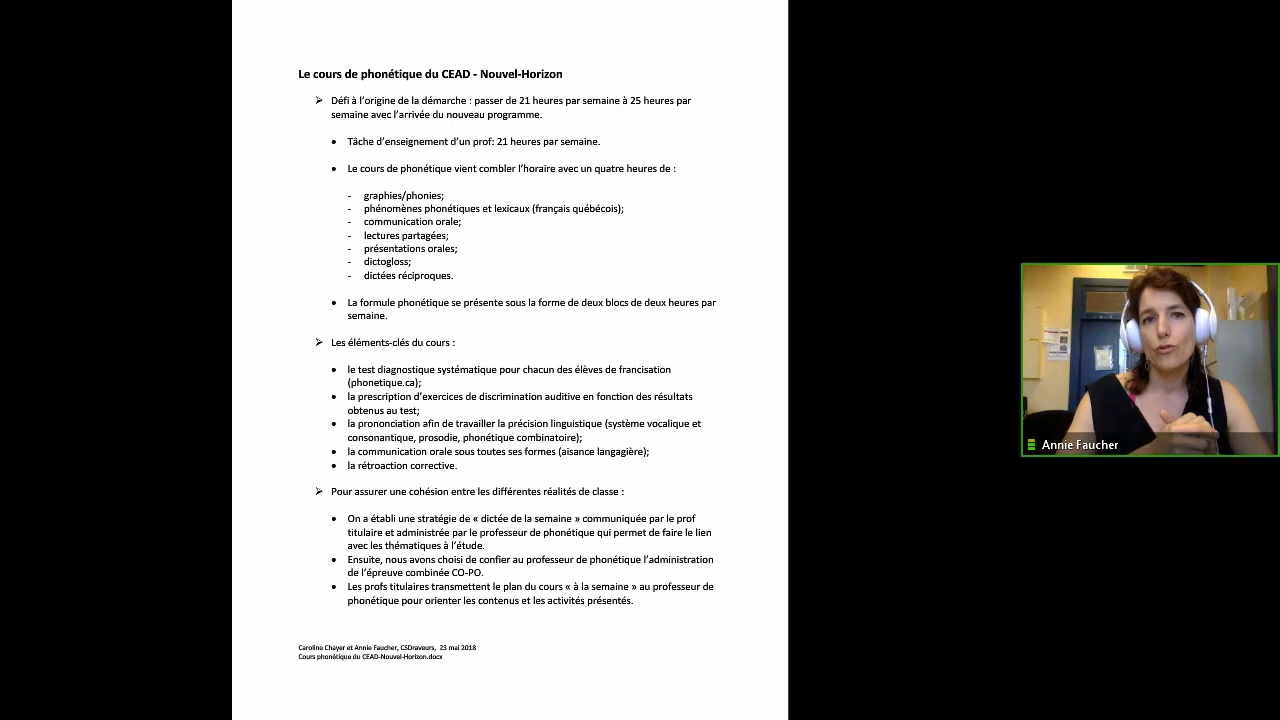 Le cours de phonétique du CEAD - Nouvel-Horizon
➢ Défi à l'origine de la démarche : passer de 21 heures par semaine à 25 heures par
semaine avec l'arrivée du nouveau programme.
• Tâche d'enseignement d'un prof: 21 heures par semaine.
• Le cours de phonétique vient combler l'horaire avec un quatre heures de :
- graphies/phonies;
- phénomènes phonétiques et lexicaux (français québécois);
- communication orale;
- lectures partagées;
- présentations orales;
- dictogloss;
- dictées réciproques.
• La formule phonétique se présente sous la forme de deux blocs de deux heures par
semaine.
➢ Les éléments-clés du cours :
• le test diagnostique systématique pour chacun des élèves de francisation
(phonetique.ca);
• la prescription d'exercices de discrimination auditive en fonction des résultats
obtenus au test;
• la prononciation afin de travailler la précision linguistique (système vocalique et
consonantique, prosodie, phonétique combinatoire);
• la communication orale sous toutes ses formes (aisance langagière);
• la rétroaction corrective.
➢ Pour assurer une cohésion entre les différentes réalités de classe :
• On a établi une stratégie de « dictée de la semaine » communiquée par le prof
titulaire et administrée par le professeur de phonétique qui permet de faire le lien
avec les thématiques à l'étude.
• Ensuite, nous avons choisi de confier au professeur de phonétique l'administration
de l'épreuve combinée CO-PO.
• Les profs titulaires transmettent le plan du cours « à la semaine » au professeur de
phonétique pour orienter les contenus et les activités présentés.
Caroline Chayer et Annie Faucher, CSDraveurs, 23 mai 2018
Cours phonétique du CEAD-Nouvel-Horizon.docx
Annie Faucher